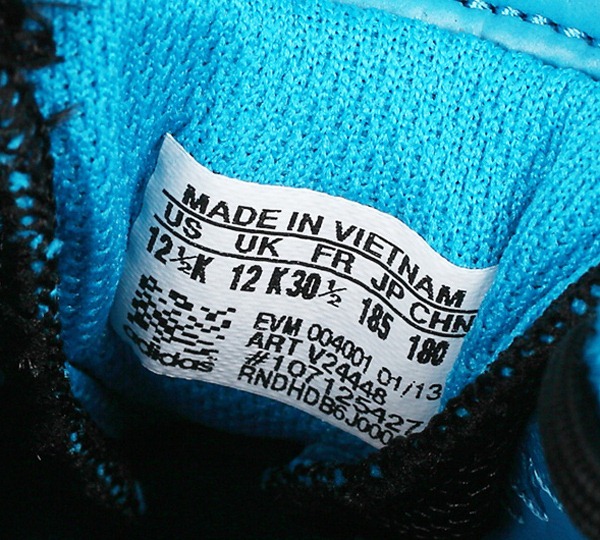 MADE IN VIETNAM
US UK FR JP CHN
12½K 12 K 30½ 185 180
EVM 004001 01/13
ART V24448
#107125427
RNDHDB6J000
adidas